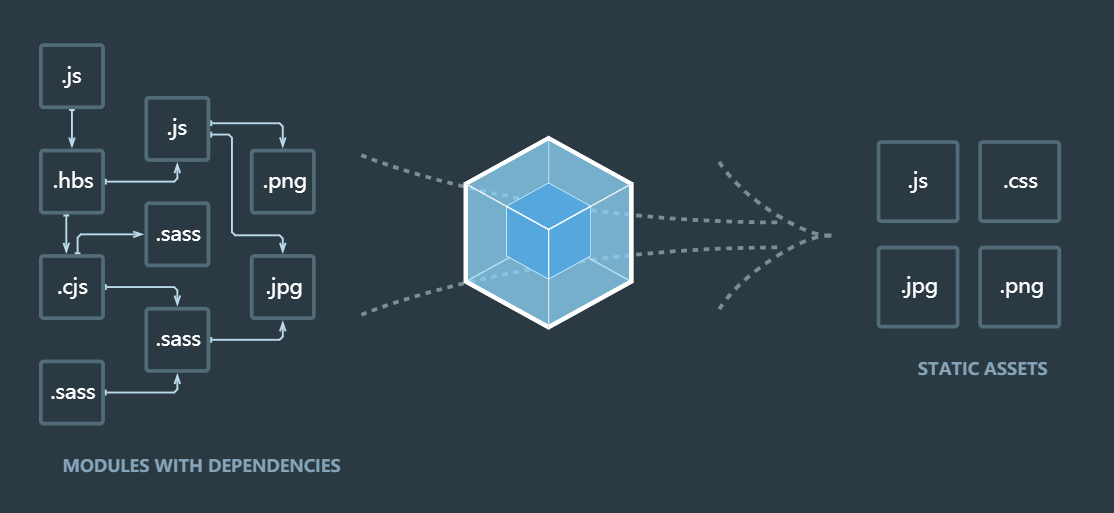 .js
.js
.hbs
.png
.sass
.cjs
.jpg
.sass
.sass
MODULES WITH DEPENDENCIES
.js
.css
.jpg
.png
STATIC ASSETS